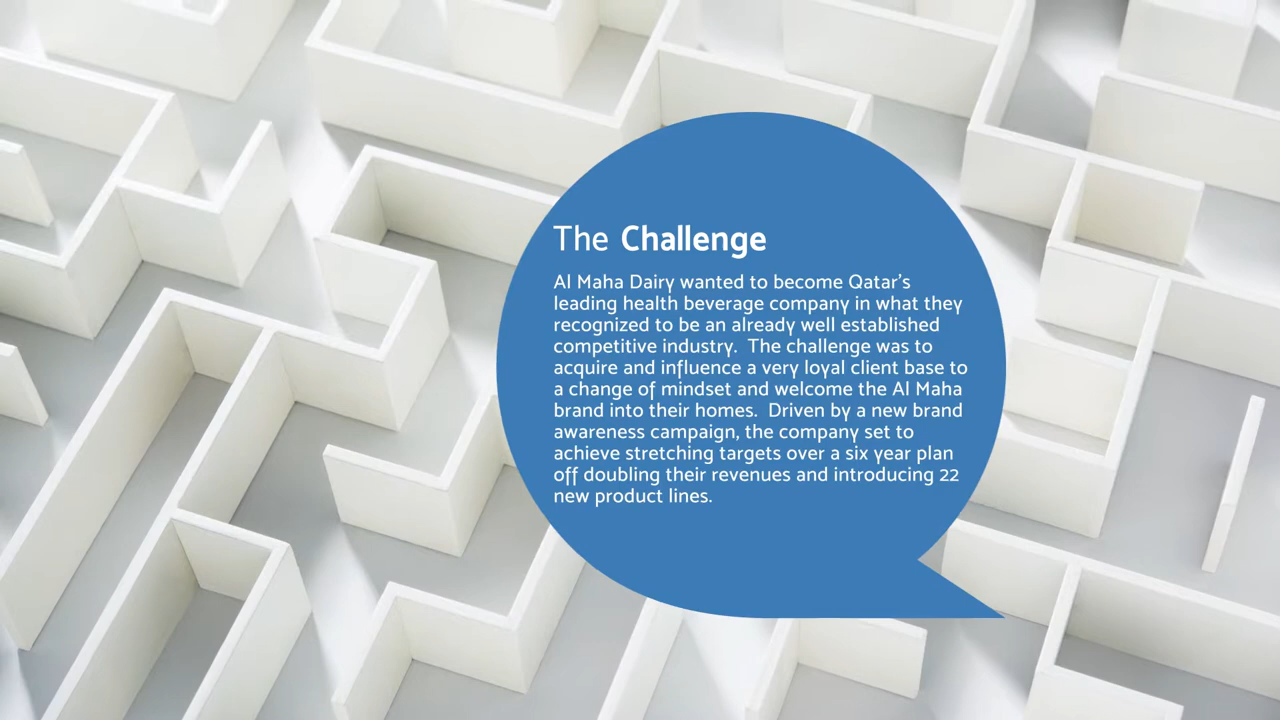 The Challenge
Al Maha Dairy wanted to become Qatar's
leading health beverage company in what they
recognized to be an already well established
competitive industry.  The challenge was to
acquire and influence a very loyal client base to
a change of mindset and welcome the Al Maha
brand into their homes.  Driven by a new brand
awareness campaign, the company set to
achieve stretching targets over a six year plan
off doubling their revenues and introducing 22
new product lines.